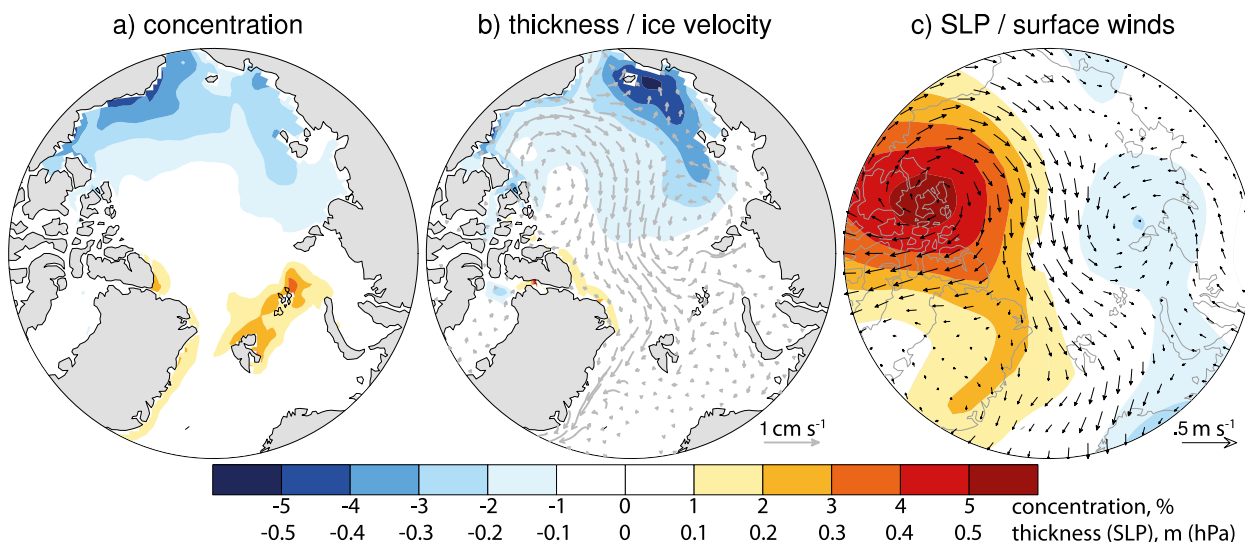 a) concentration
b) thickness / ice velocity
c) SLP / surface winds
1 cm s⁻¹
.5 m s⁻¹
-5 -4 -3 -2 -1 0 1 2 3 4 5 concentration, %
-0.5 -0.4 -0.3 -0.2 -0.1 0 0.1 0.2 0.3 0.4 0.5 thickness (SLP), m (hPa)